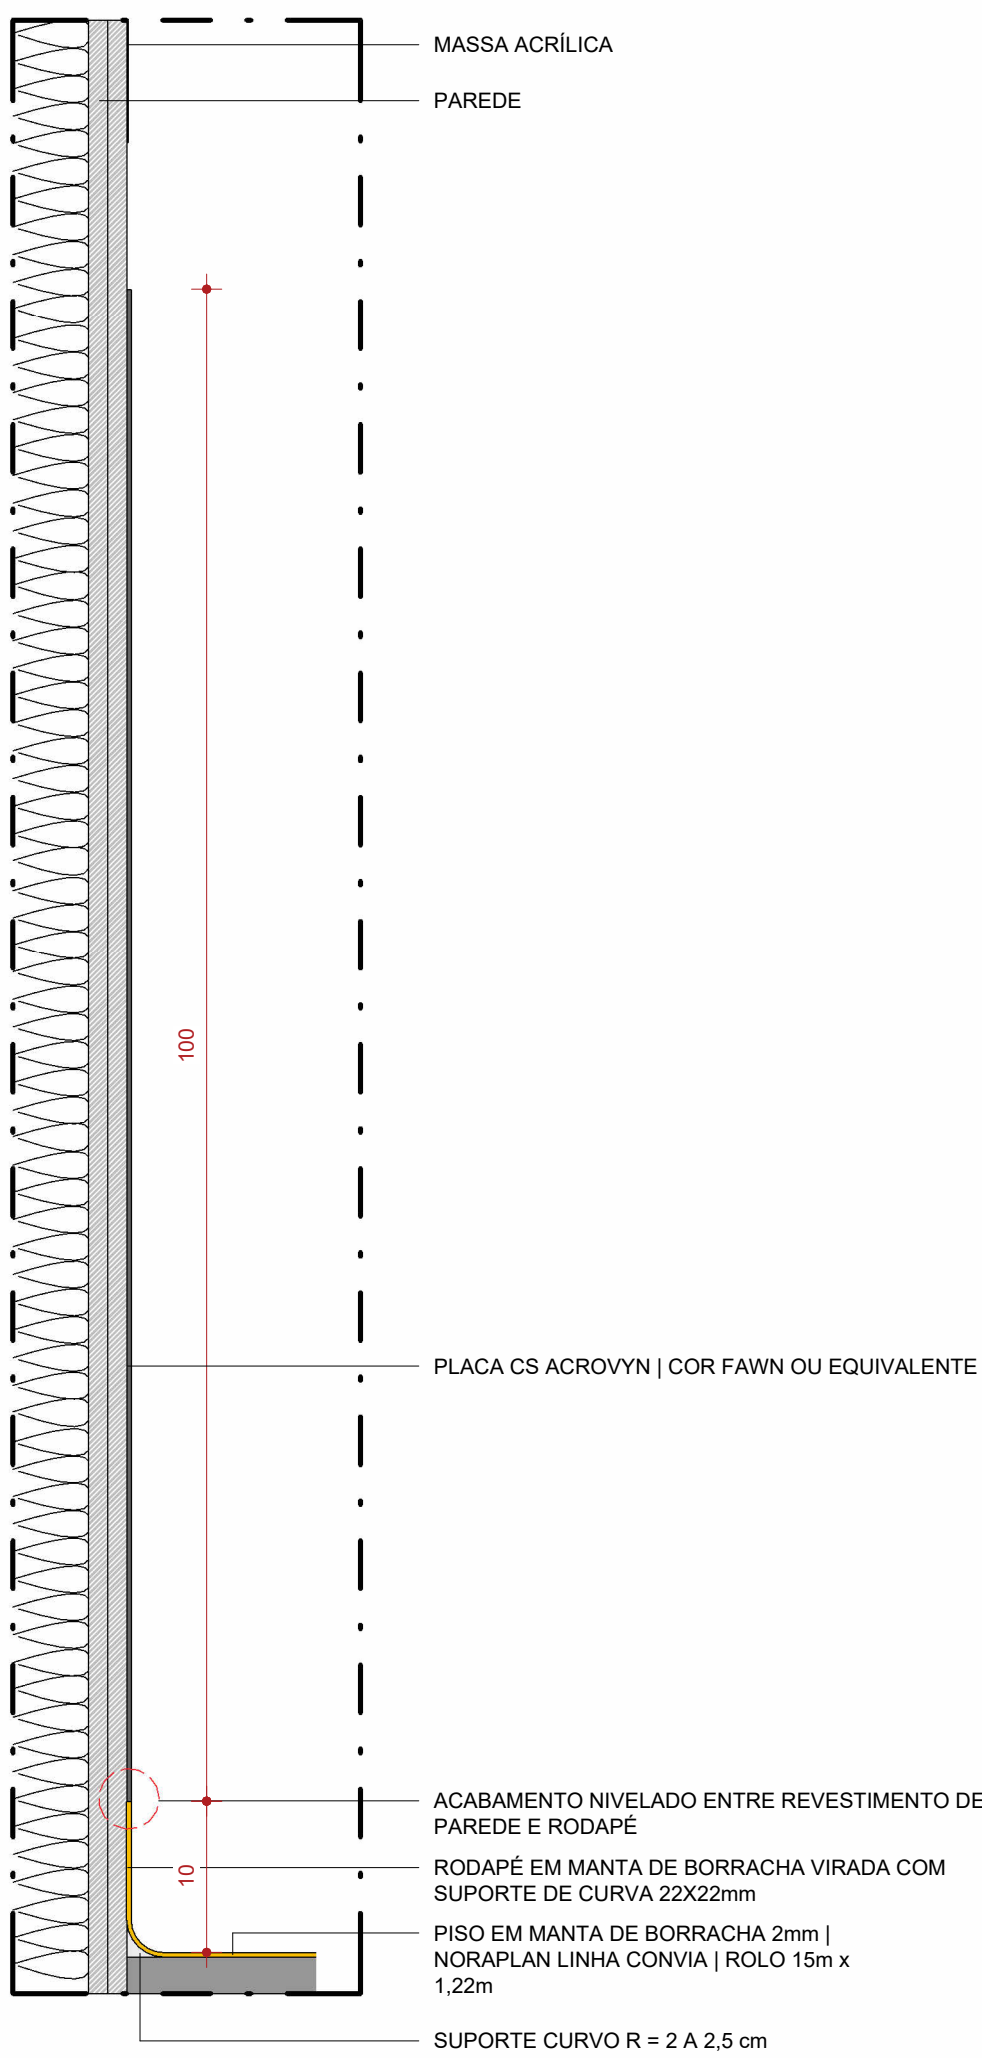 MASSA ACRÍLICA
PAREDE
100
PLACA CS ACROVYN | COR FAWN OU EQUIVALENTE
ACABAMENTO NIVELADO ENTRE REVESTIMENTO DE
PAREDE E RODAPÉ
10
RODAPÉ EM MANTA DE BORRACHA VIRADA COM
SUPORTE DE CURVA 22X22mm
PISO EM MANTA DE BORRACHA 2mm |
NORAPLAN LINHA CONVIA | ROLO 15m x
1,22m
SUPORTE CURVO R = 2 A 2,5 cm